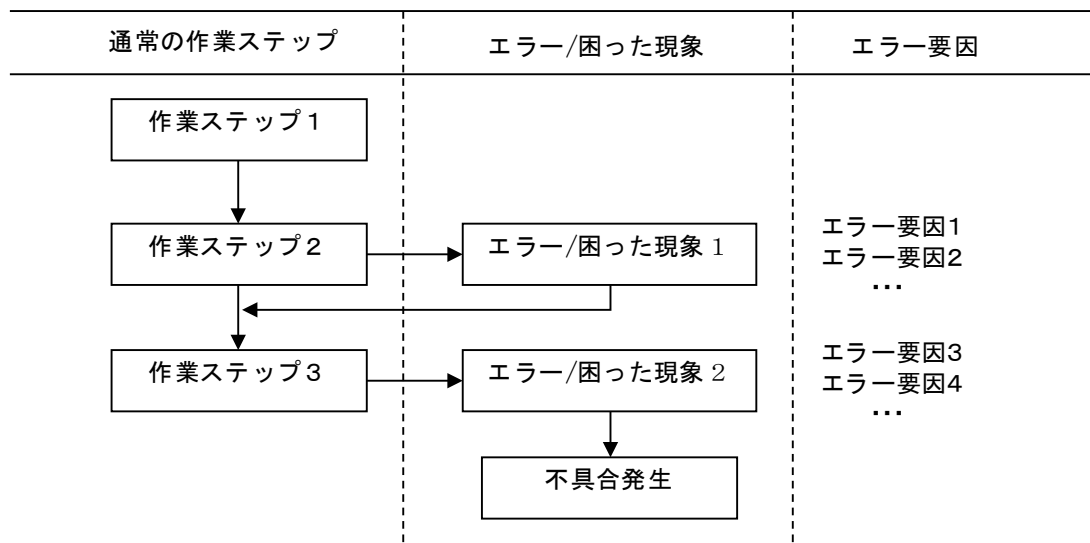 通常の作業ステップ
エラー/困った現象
エラー要因
作業ステップ1
作業ステップ2
エラー/困った現象 1
エラー要因1
エラー要因2
・・・
作業ステップ3
エラー/困った現象 2
エラー要因3
エラー要因4
・・・
不具合発生